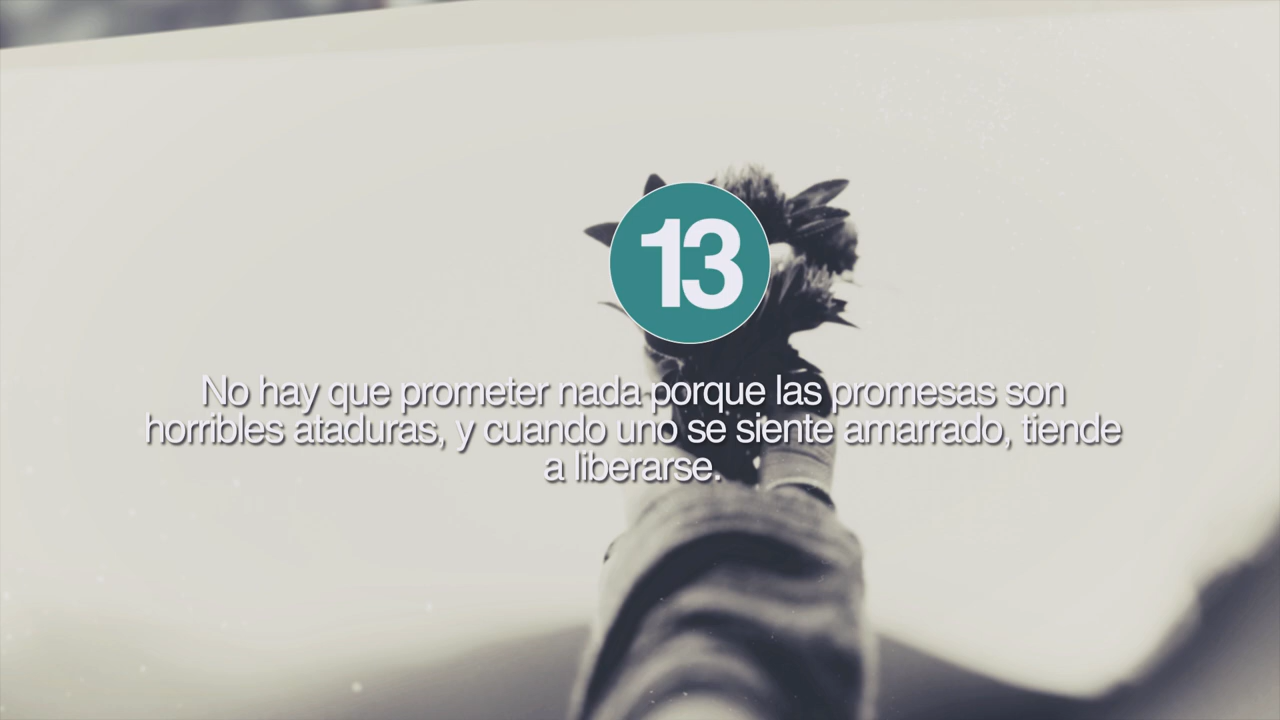 13
No hay que prometer nada porque las promesas son
horribles ataduras, y cuando uno se siente amarrado, tiende
a liberarse.